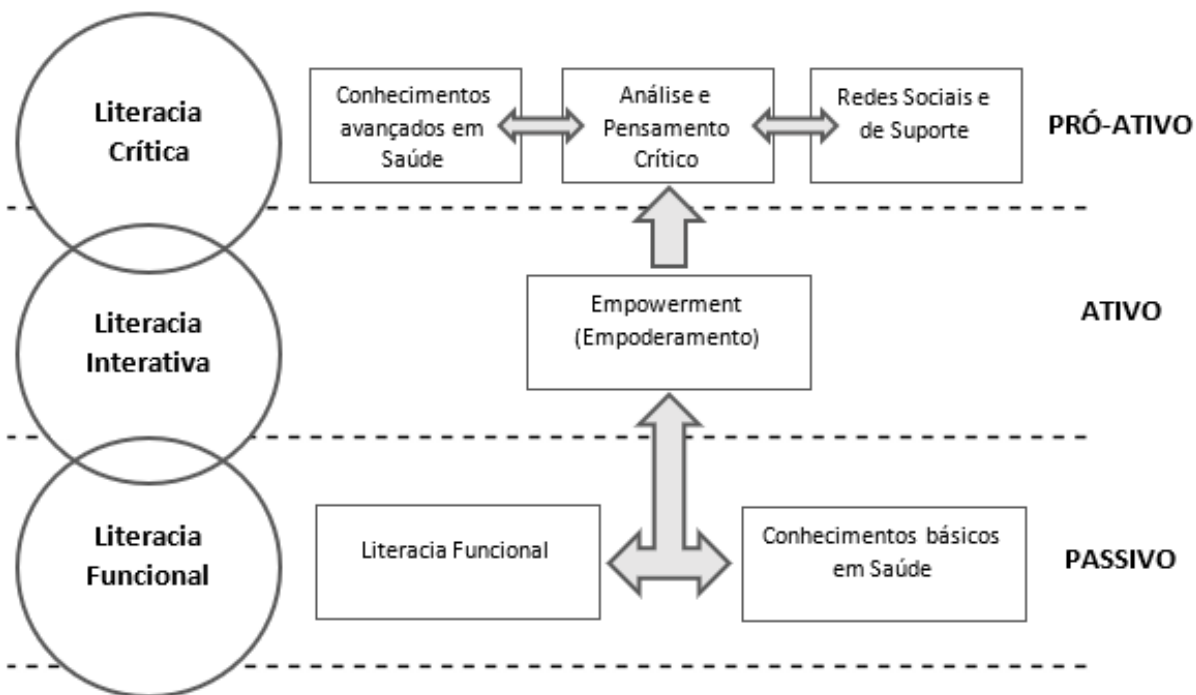 Literacia
Crítica
Conhecimentos
avançados em
Saúde
Análise e
Pensamento
Crítico
Redes Sociais e
de Suporte
PRÓ-ATIVO
Literacia
Interativa
Empowerment
(Empoderamento)
ATIVO
Literacia
Funcional
Literacia Funcional
Conhecimentos básicos
em Saúde
PASSIVO